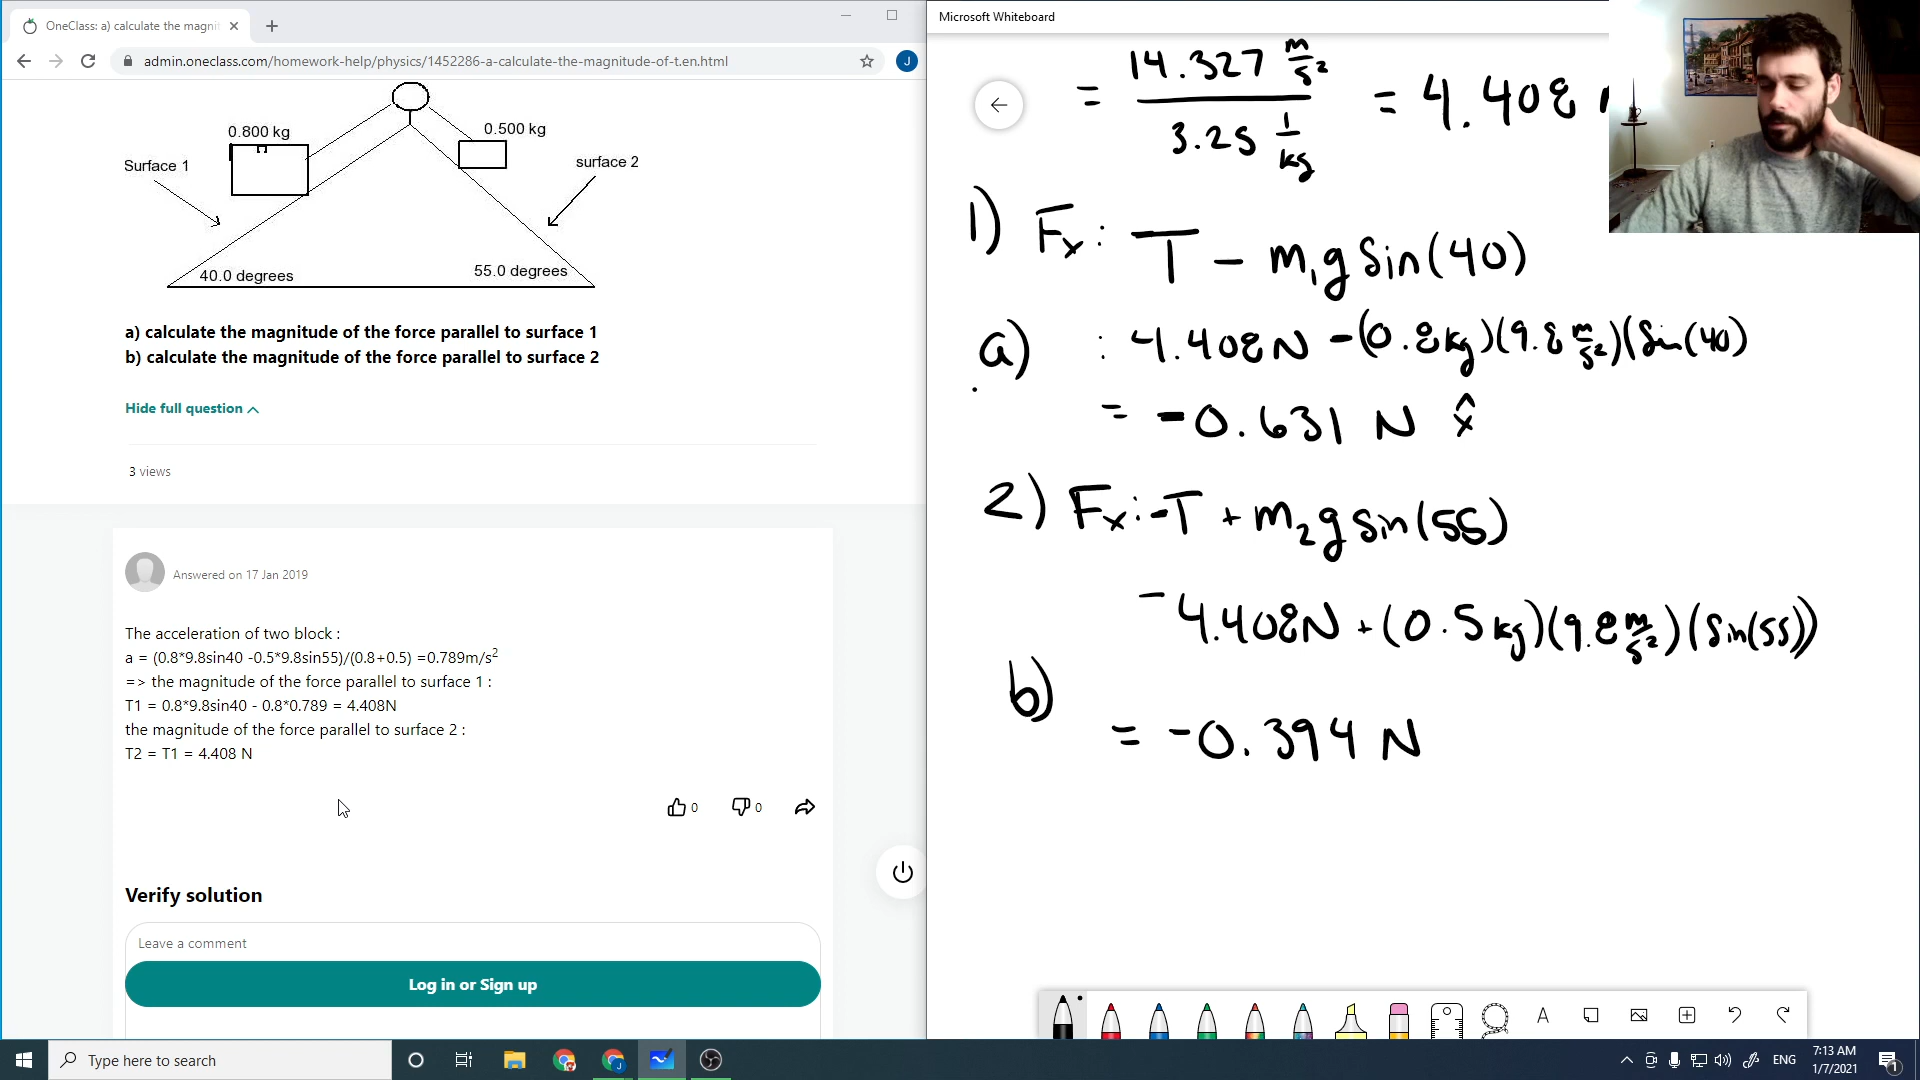 OneClass: a) calculate the magnit
admin.oneclass.com/homework-help/physics/1452286-a-calculate-the-magnitude-of-t.en.html
J
0.800 kg
0.500 kg
Surface 1
surface 2
40.0 degrees
55.0 degrees
a) calculate the magnitude of the force parallel to surface 1
b) calculate the magnitude of the force parallel to surface 2
Hide full question
3 views
Answered on 17 Jan 2019
The acceleration of two block :
a = (0.8*9.8sin40 -0.5*9.8sin55)/(0.8+0.5) =0.789m/s²
=> the magnitude of the force parallel to surface 1 :
T1 = 0.8*9.8sin40 - 0.8*0.789 = 4.408N
the magnitude of the force parallel to surface 2 :
T2 = T1 = 4.408 N
0
0
Verify solution
Leave a comment
Log in or Sign up
Microsoft Whiteboard
= 14.327 m/s² / 3.25 1/kg = 4.408
1) Fx: T - m₁g sin(40)
a) : 4.408N - (0.8kg)(9.8 m/s²)(sin(40)
= -0.631 N x̂
2) Fx: -T + m₂g sin(55)
-4.408N + (0.5kg)(9.8 m/s²)(sin(55))
b)
= -0.394 N
A
Type here to search
J
ENG
7:13 AM
1/7/2021
1